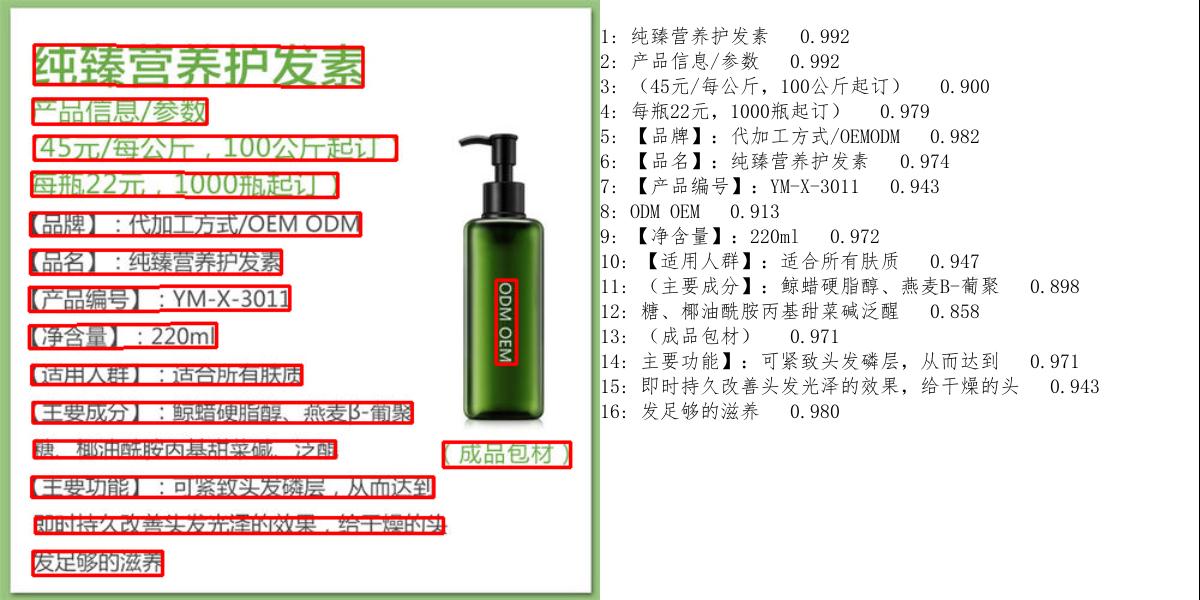 纯臻营养护发素
产品信息/参数
（45元/每公斤，100公斤起订）
每瓶22元，1000瓶起订）
【品牌】：代加工方式/OEM ODM
【品名】：纯臻营养护发素
【产品编号】：YM-X-3011
【净含量】：220ml
【适用人群】：适合所有肤质
【主要成分】：鲸蜡硬脂醇、燕麦β-葡聚
糖、椰油酰胺丙基甜菜碱、泛醌
【主要功能】：可紧致头发磷层，从而达到
即时持久改善头发光泽的效果，给干燥的头
发足够的滋养
ODM OEM
（成品包材）
1: 纯臻营养护发素 0.992
2: 产品信息/参数 0.992
3: （45元/每公斤，100公斤起订） 0.900
4: 每瓶22元，1000瓶起订） 0.979
5: 【品牌】：代加工方式/OEMODM 0.982
6: 【品名】：纯臻营养护发素 0.974
7: 【产品编号】：YM-X-3011 0.943
8: ODM OEM 0.913
9: 【净含量】：220ml 0.972
10: 【适用人群】：适合所有肤质 0.947
11: （主要成分】：鲸蜡硬脂醇、燕麦B-葡聚 0.898
12: 糖、椰油酰胺丙基甜菜碱泛醒 0.858
13: （成品包材） 0.971
14: 主要功能】：可紧致头发磷层，从而达到 0.971
15: 即时持久改善头发光泽的效果，给干燥的头 0.943
16: 发足够的滋养 0.980